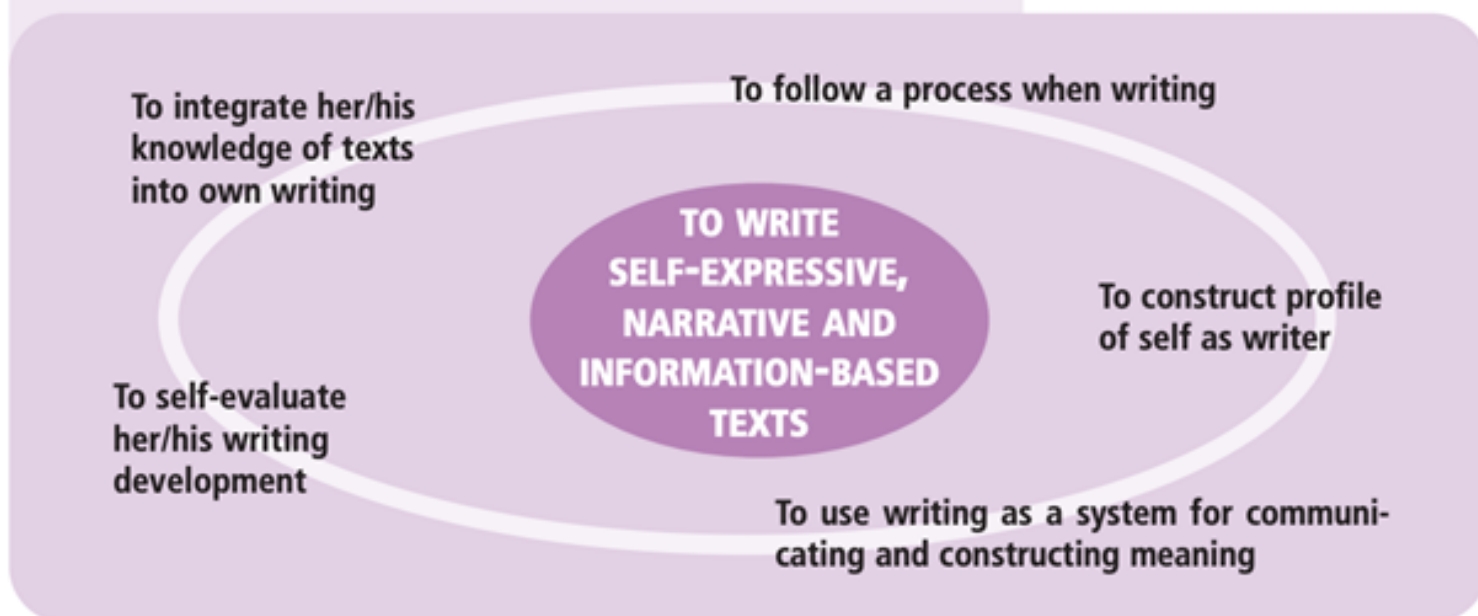 To follow a process when writing
To integrate her/his
knowledge of texts
into own writing
TO WRITE
SELF-EXPRESSIVE,
NARRATIVE AND
INFORMATION-BASED
TEXTS
To construct profile
of self as writer
To self-evaluate
her/his writing
development
To use writing as a system for communi-
cating and constructing meaning